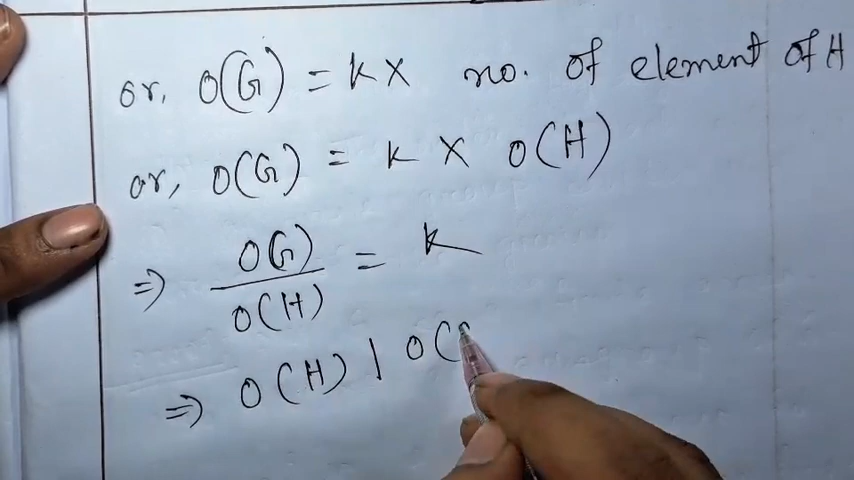 or, O(G) = K X no. of element of H
or, O(G) = K X O(H)
⇒ O(G)/O(H) = K
⇒ O(H) | O(